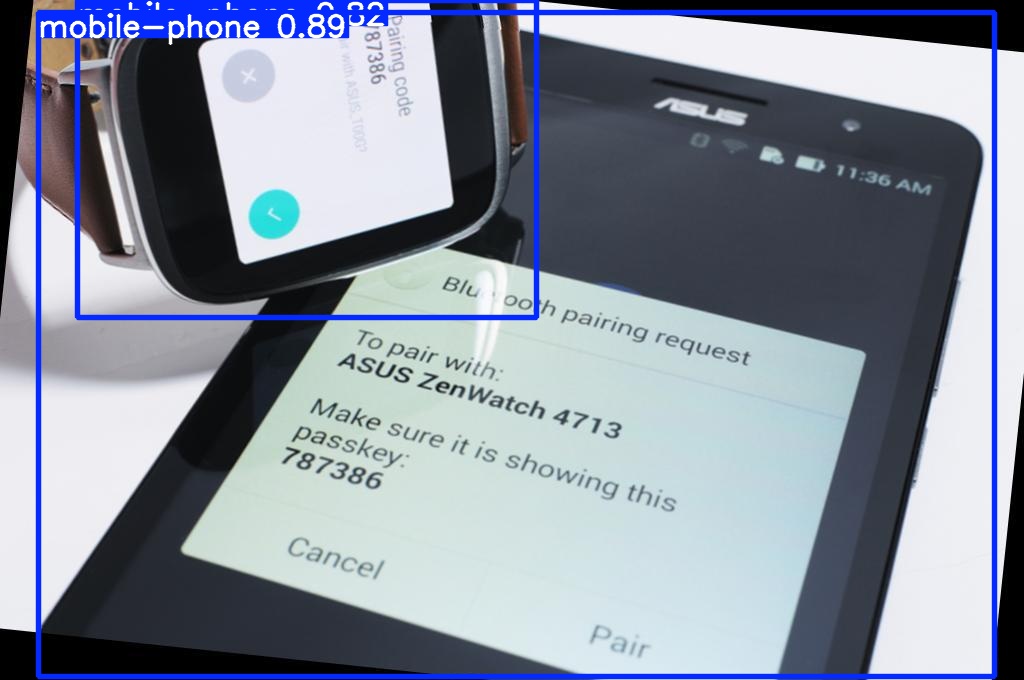 mobile-phone 0.82
mobile-phone 0.89
Pairing code
787386
with ASUS_T00G?
ASUS
11:36 AM
Bluetooth pairing request
To pair with:
ASUS ZenWatch 4713
Make sure it is showing this
passkey:
787386
Cancel
Pair